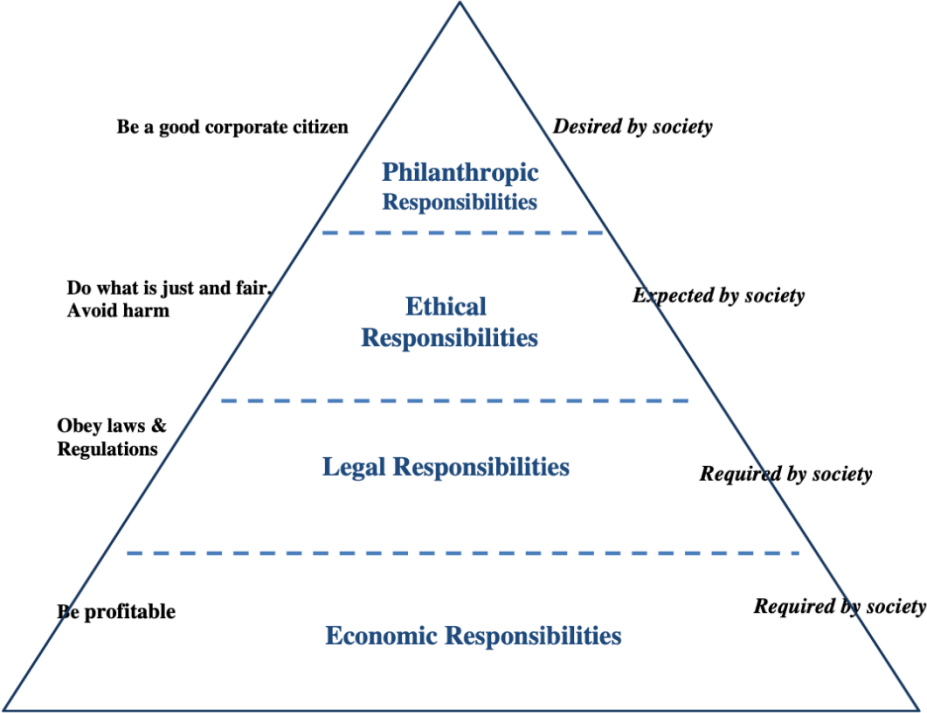 Be a good corporate citizen
Desired by society
Philanthropic
Responsibilities
Do what is just and fair.
Avoid harm
Expected by society
Ethical
Responsibilities
Obey laws &
Regulations
Legal Responsibilities
Required by society
Be profitable
Required by society
Economic Responsibilities